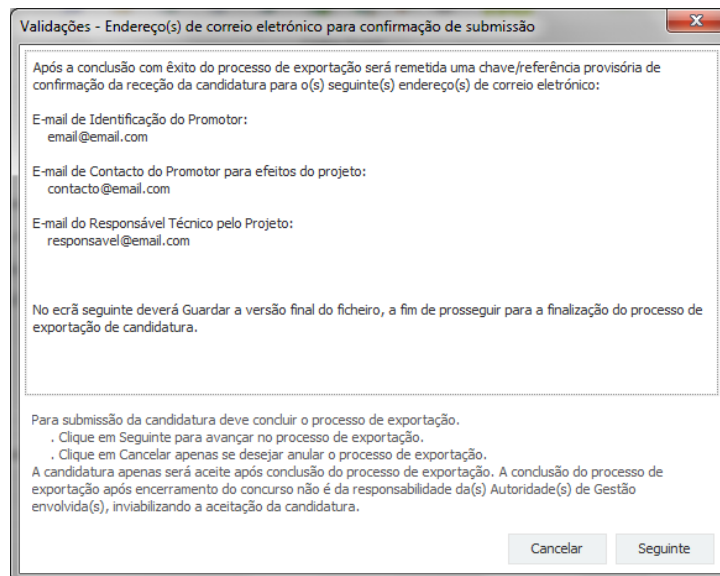 Validações - Endereço(s) de correio eletrónico para confirmação de submissão
Após a conclusão com êxito do processo de exportação será remetida uma chave/referência provisória de
confirmação da receção da candidatura para o(s) seguinte(s) endereço(s) de correio eletrónico:
E-mail de Identificação do Promotor:
email@email.com
E-mail de Contacto do Promotor para efeitos do projeto:
contacto@email.com
E-mail do Responsável Técnico pelo Projeto:
responsavel@email.com
No ecrã seguinte deverá Guardar a versão final do ficheiro, a fim de prosseguir para a finalização do processo de
exportação de candidatura.
Para submissão da candidatura deve concluir o processo de exportação.
. Clique em Seguinte para avançar no processo de exportação.
. Clique em Cancelar apenas se desejar anular o processo de exportação.
A candidatura apenas será aceite após conclusão do processo de exportação. A conclusão do processo de
exportação após encerramento do concurso não é da responsabilidade da(s) Autoridade(s) de Gestão
envolvida(s), inviabilizando a aceitação da candidatura.
Cancelar Seguinte